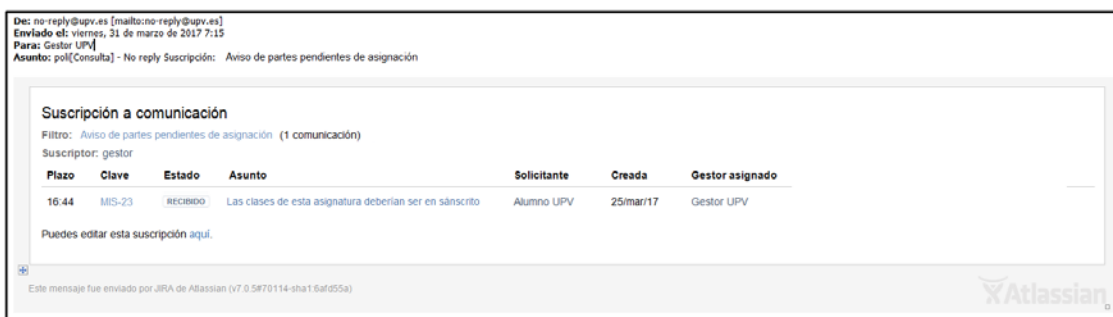 De: no-reply@upv.es [mailto:no-reply@upv.es]
Enviado el: viernes, 31 de marzo de 2017 7:15
Para: Gestor UPV
Asunto: poli[Consulta] - No reply Suscripción: Aviso de partes pendientes de asignación
Suscripción a comunicación
Filtro: Aviso de partes pendientes de asignación (1 comunicación)
Suscriptor: gestor
Plazo Clave Estado Asunto Solicitante Creada Gestor asignado
16:44 MIS-23 RECIBIDO Las clases de esta asignatura deberían ser en sánscrito Alumno UPV 25/mar/17 Gestor UPV
Puedes editar esta suscripción aquí.
Este mensaje fue enviado por JIRA de Atlassian (v7.0.5#70114-sha1:6afd55a)
Atlassian